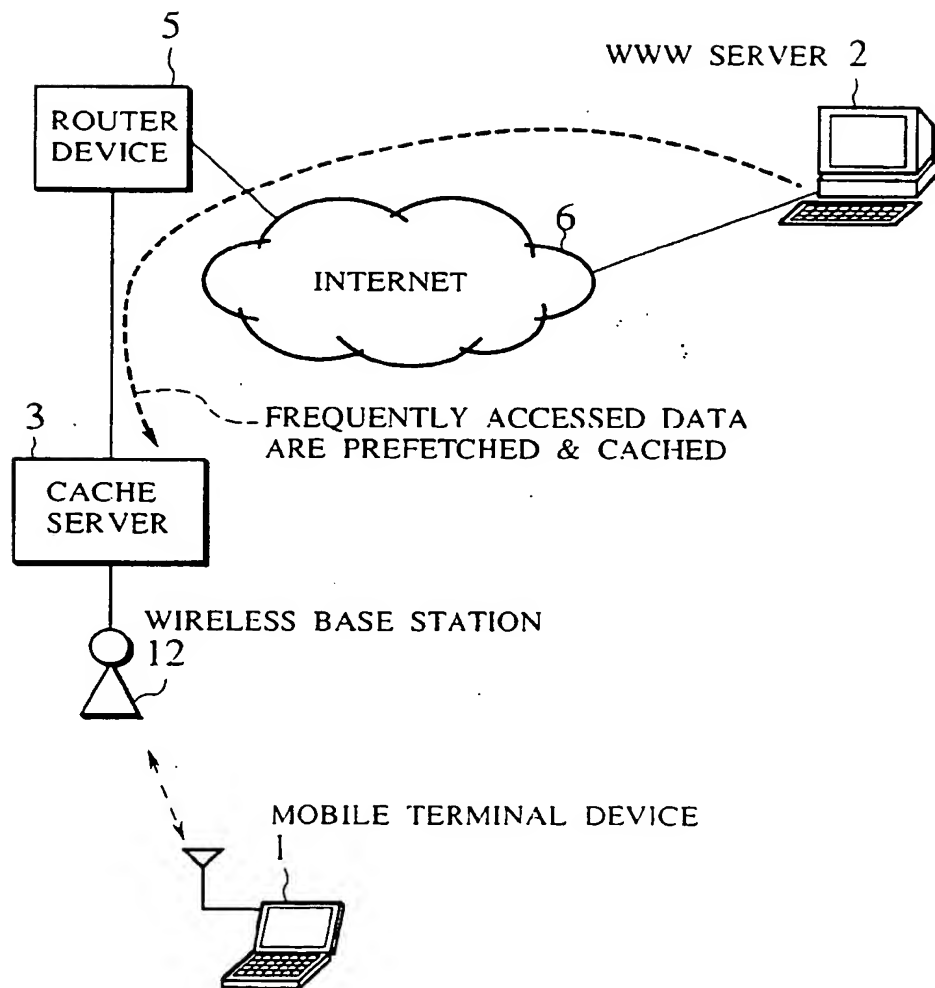 5
WWW SERVER 2
ROUTER
DEVICE
6
INTERNET
FREQUENTLY ACCESSED DATA
ARE PREFETCHED & CACHED
3
CACHE
SERVER
WIRELESS BASE STATION
12
MOBILE TERMINAL DEVICE
1